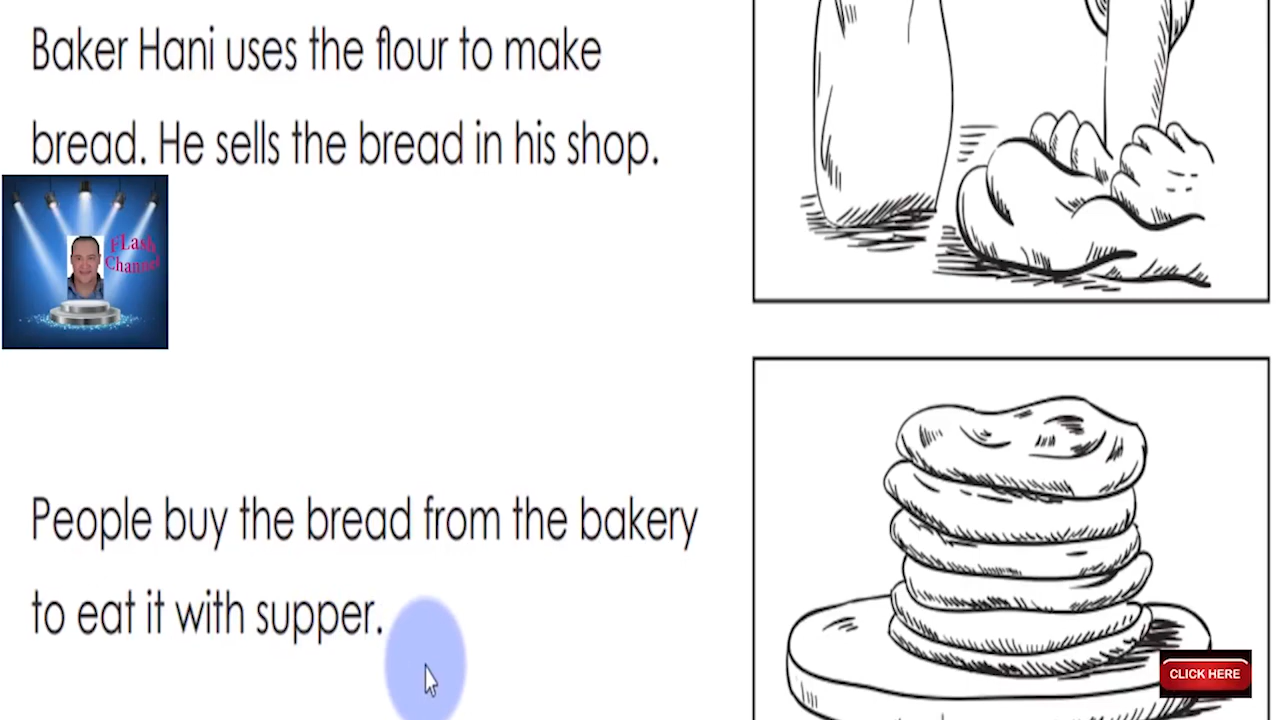 Baker Hani uses the flour to make
bread. He sells the bread in his shop.
FLash
Channel
People buy the bread from the bakery
to eat it with supper.
CLICK HERE